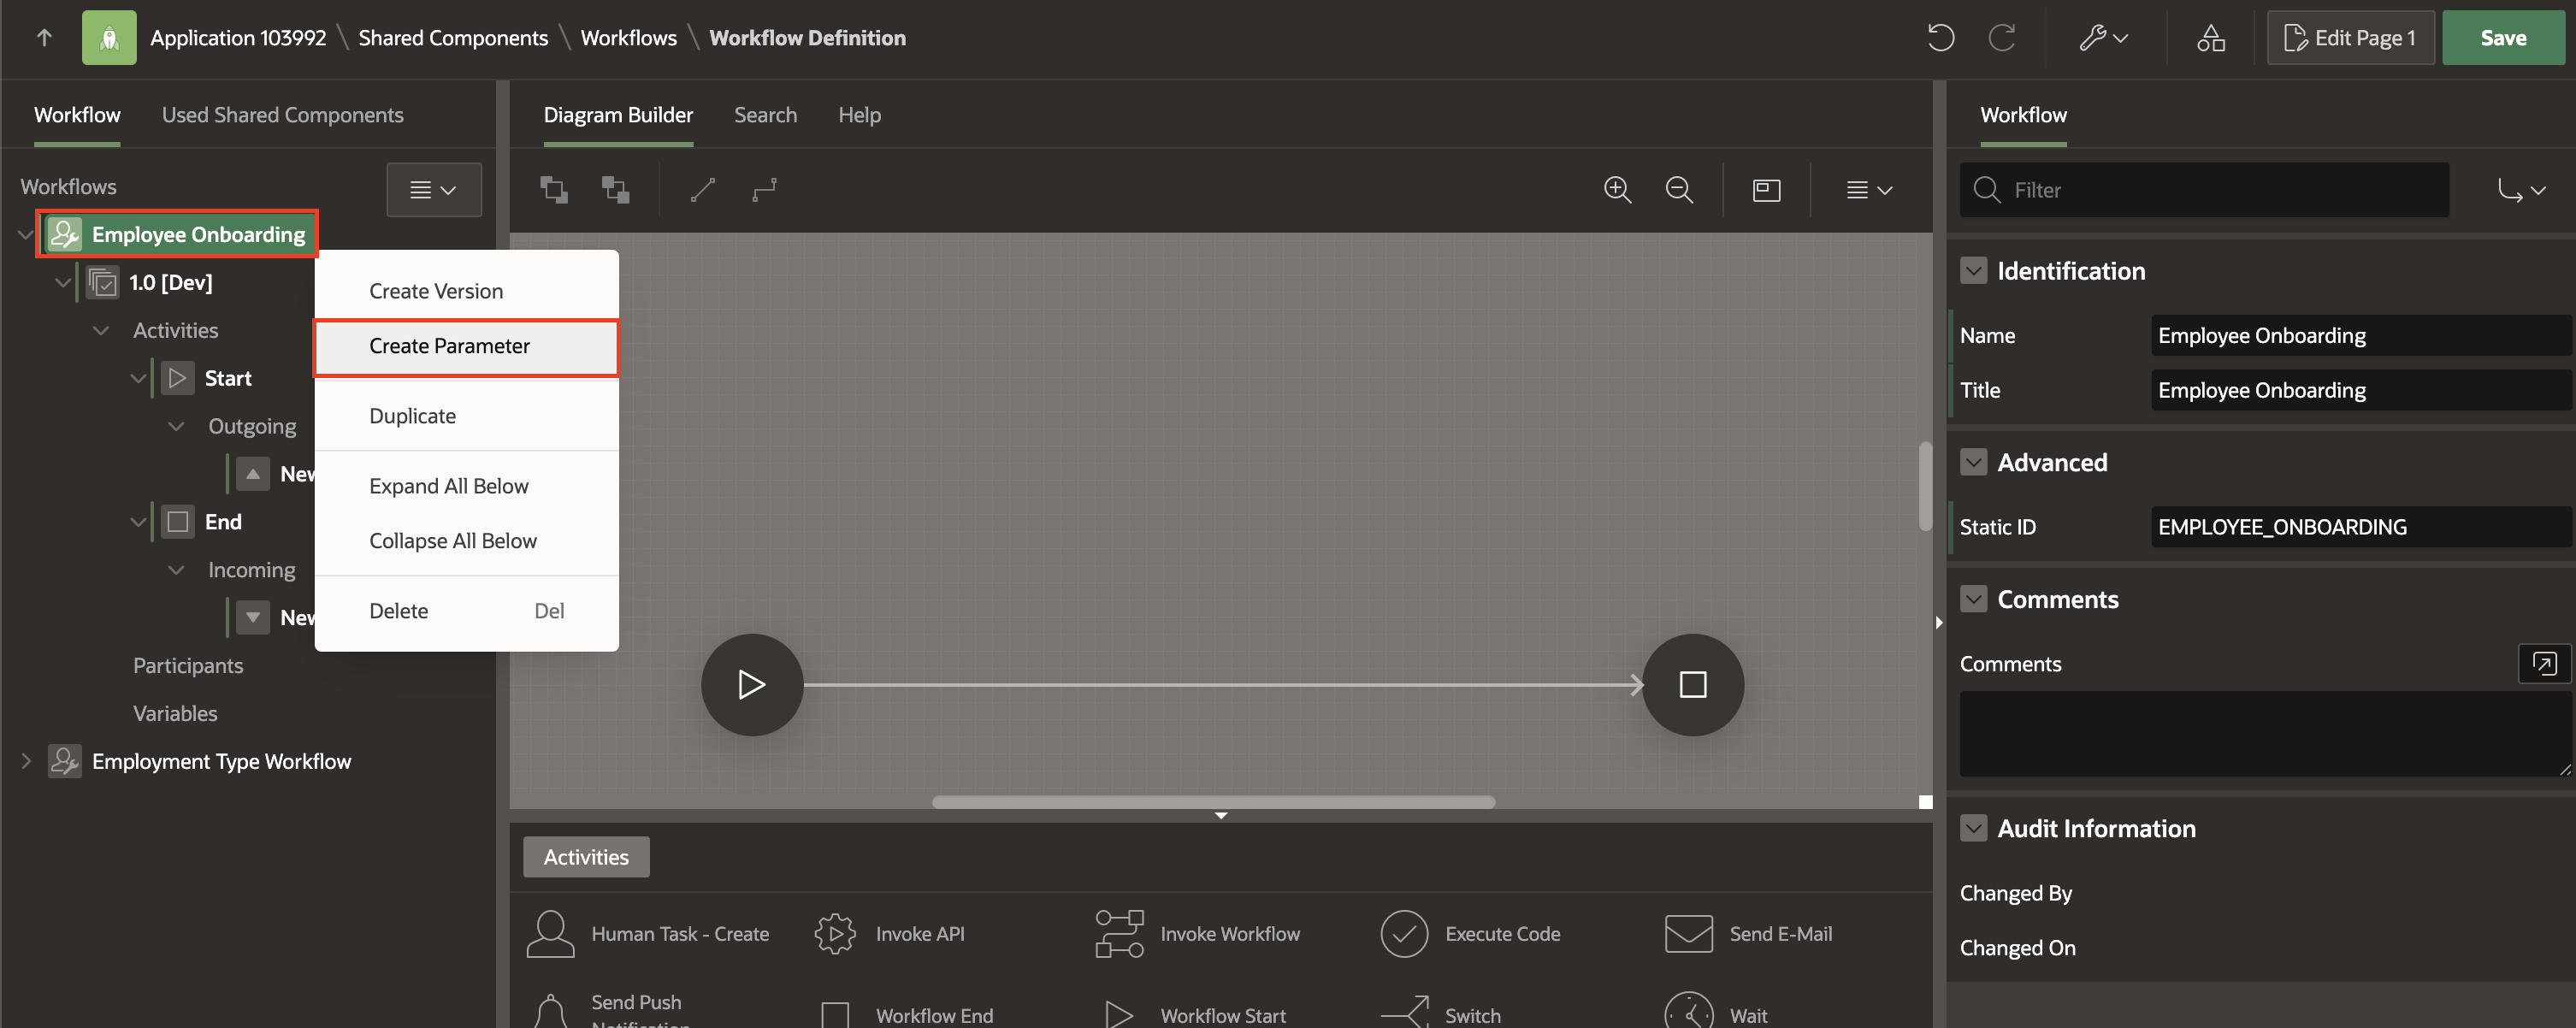 Application 103992 \ Shared Components \ Workflows \ Workflow Definition
Edit Page 1
Save
Workflow
Used Shared Components
Workflows
Employee Onboarding
1.0 [Dev]
Activities
Start
Outgoing
New
End
Incoming
New
Participants
Variables
Employment Type Workflow
Create Version
Create Parameter
Duplicate
Expand All Below
Collapse All Below
Delete Del
Diagram Builder
Search
Help
Activities
Human Task - Create
Invoke API
Invoke Workflow
Execute Code
Send E-Mail
Send Push
Notification
Workflow End
Workflow Start
Switch
Wait
Workflow
Filter
Identification
Name Employee Onboarding
Title Employee Onboarding
Advanced
Static ID EMPLOYEE_ONBOARDING
Comments
Comments
Audit Information
Changed By
Changed On